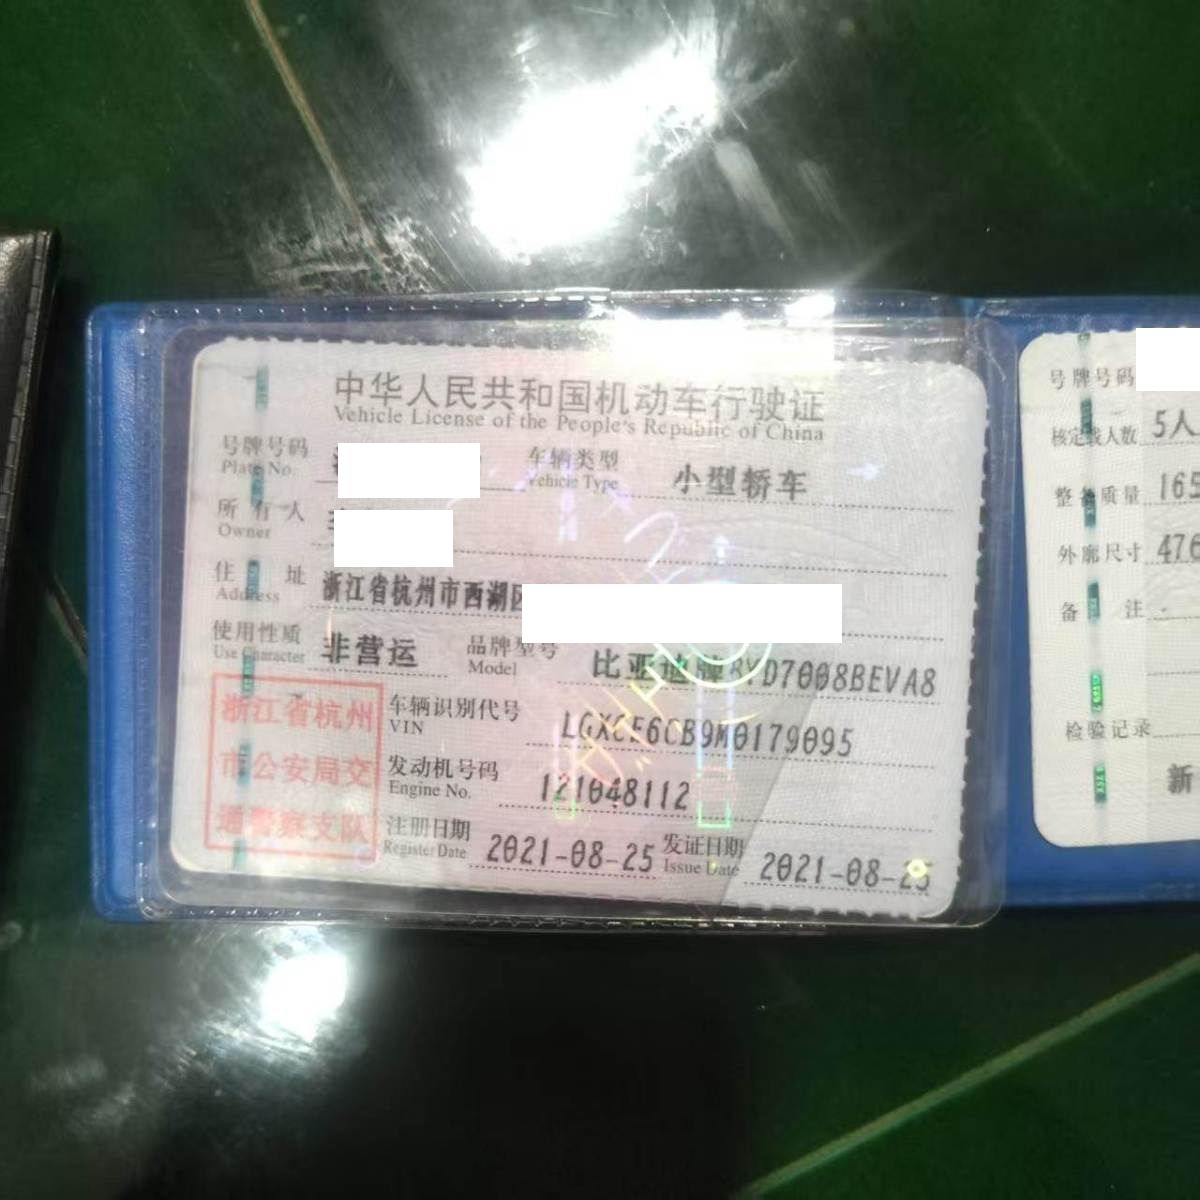 中华人民共和国机动车行驶证
Vehicle License of the People's Republic of China
号牌号码
Plate No.
车辆类型 小型轿车
Vehicle Type
所有人
Owner
住址 浙江省杭州市西湖区
Address
使用性质 非营运
Use Character
品牌型号 比亚迪牌BYD7008BEVA8
Model
浙江省杭州
市公安局交
通警察支队
车辆识别代号 LGXC56CB9M0179095
VIN
发动机号码 121048112
Engine No.
注册日期 2021-08-25
Register Date
发证日期 2021-08-25
Issue Date
号牌号码
核定载人数 5人
整备质量 165
外廓尺寸 476
备注
检验记录
新